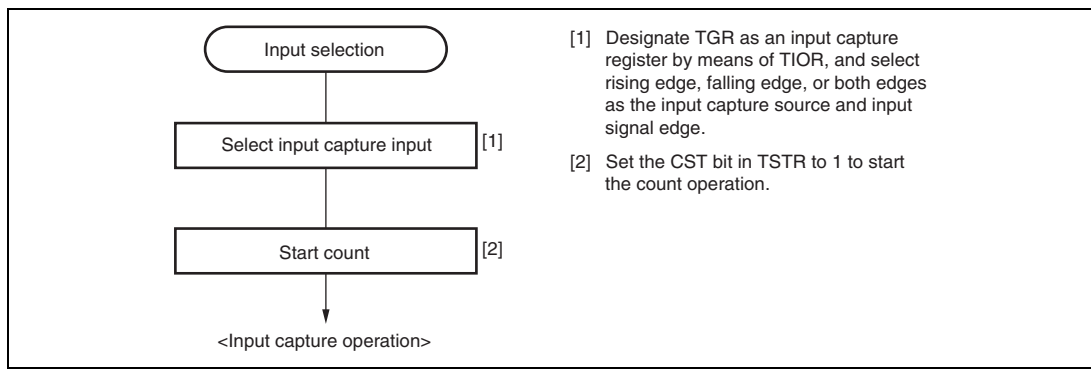 Input selection
Select input capture input
[1]
Start count
[2]
<Input capture operation>
[1] Designate TGR as an input capture
register by means of TIOR, and select
rising edge, falling edge, or both edges
as the input capture source and input
signal edge.
[2] Set the CST bit in TSTR to 1 to start
the count operation.